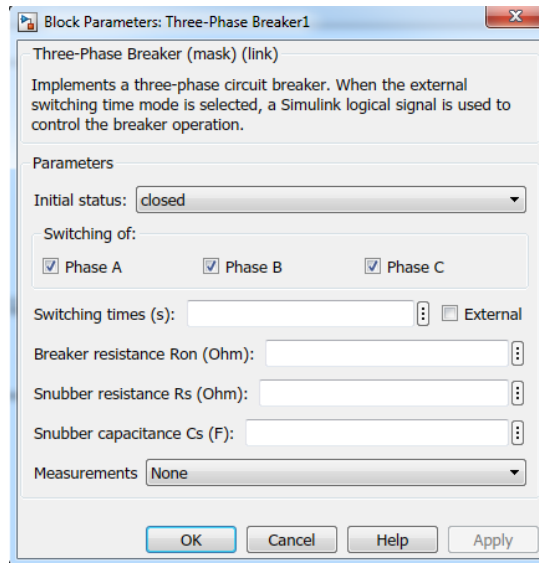 Block Parameters: Three-Phase Breaker1
Three-Phase Breaker (mask) (link)
Implements a three-phase circuit breaker. When the external
switching time mode is selected, a Simulink logical signal is used to
control the breaker operation.
Parameters
Initial status: closed
Switching of:
Phase A Phase B Phase C
Switching times (s): External
Breaker resistance Ron (Ohm):
Snubber resistance Rs (Ohm):
Snubber capacitance Cs (F):
Measurements None
OK Cancel Help Apply